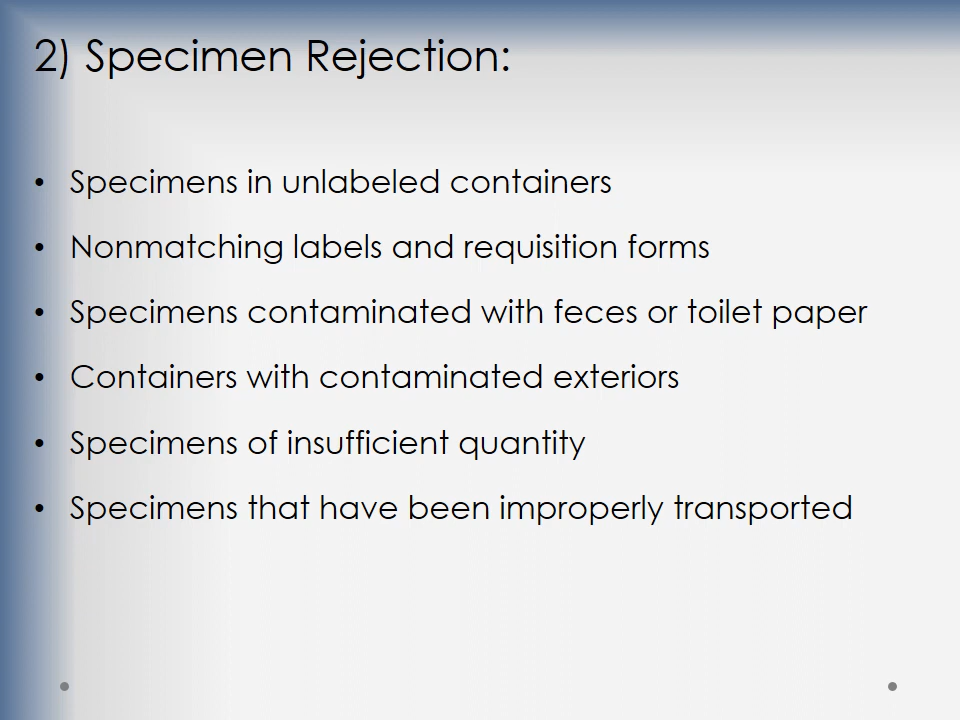 2) Specimen Rejection:
• Specimens in unlabeled containers
• Nonmatching labels and requisition forms
• Specimens contaminated with feces or toilet paper
• Containers with contaminated exteriors
• Specimens of insufficient quantity
• Specimens that have been improperly transported